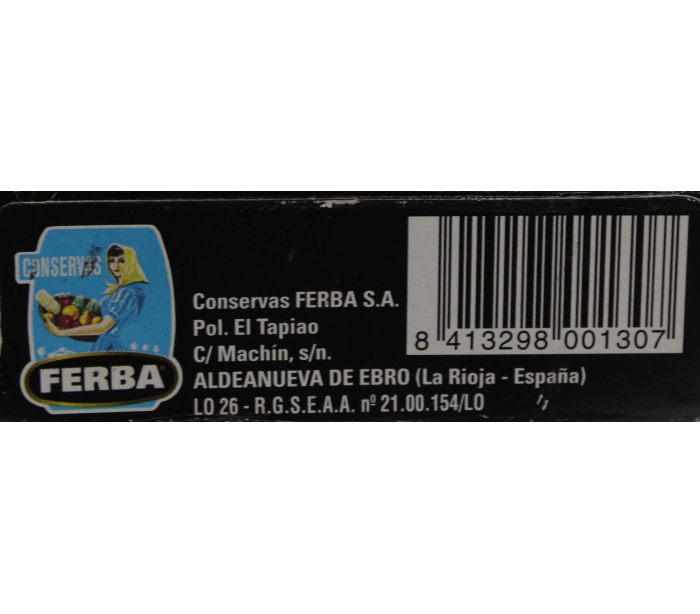 CONSERVAS
FERBA
Conservas FERBA S.A.
Pol. El Tapiao
C/ Machín, s/n.
ALDEANUEVA DE EBRO (La Rioja - España)
LO 26 - R.G.S.E.A.A. nº 21.00.154/LO
8 413298 001307